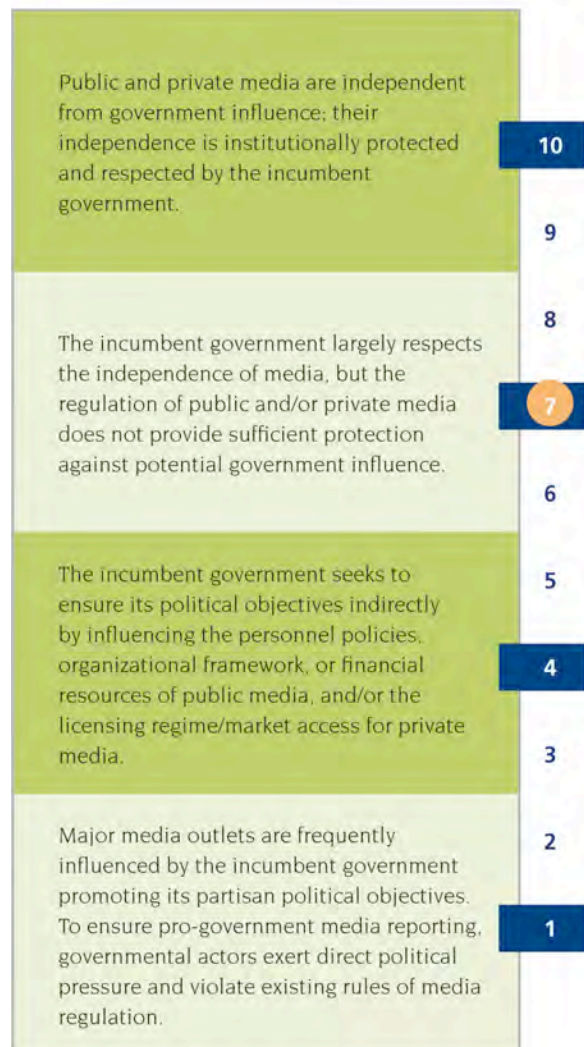 Public and private media are independent
from government influence; their
independence is institutionally protected
and respected by the incumbent
government.
10
9
8
The incumbent government largely respects
the independence of media, but the
regulation of public and/or private media
does not provide sufficient protection
against potential government influence.
7
6
5
The incumbent government seeks to
ensure its political objectives indirectly
by influencing the personnel policies,
organizational framework, or financial
resources of public media, and/or the
licensing regime/market access for private
media.
4
3
2
Major media outlets are frequently
influenced by the incumbent government
promoting its partisan political objectives.
To ensure pro-government media reporting,
governmental actors exert direct political
pressure and violate existing rules of media
regulation.
1